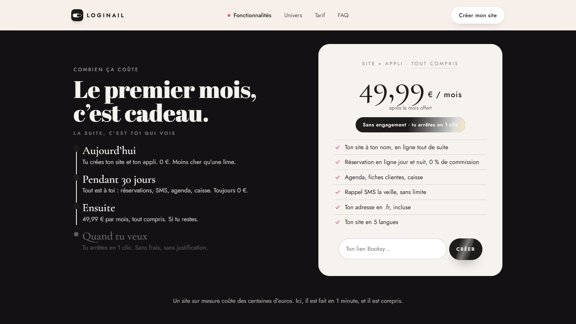 LOGINAIL
Fonctionnalités
Univers
Tarif
FAQ
Créer mon site
COMBIEN ÇA COÛTE
Le premier mois,
c'est cadeau.
LA SUITE, C'EST TOI QUI VOIS
Aujourd'hui
Tu crées ton site et ton appli. 0 €. Moins cher qu'une lime.
Pendant 30 jours
Tout est à toi : réservations, SMS, agenda, caisse. Toujours 0 €.
Ensuite
49,99 € par mois, tout compris. Si tu restes.
Quand tu veux
Tu arrêtes en 1 clic. Sans frais, sans justification.
SITE + APPLI · TOUT COMPRIS
49,99 € / mois
après le mois offert
Sans engagement · tu arrêtes en 1 clic
Ton site à ton nom, en ligne tout de suite
Réservation en ligne jour et nuit, 0 % de commission
Agenda, fiches clientes, caisse
Rappel SMS la veille, sans limite
Ton adresse en .fr, incluse
Ton site en 5 langues
Ton lien Booksy…
CRÉER
Un site sur mesure coûte des centaines d'euros. Ici, il est fait en 1 minute, et il est compris.